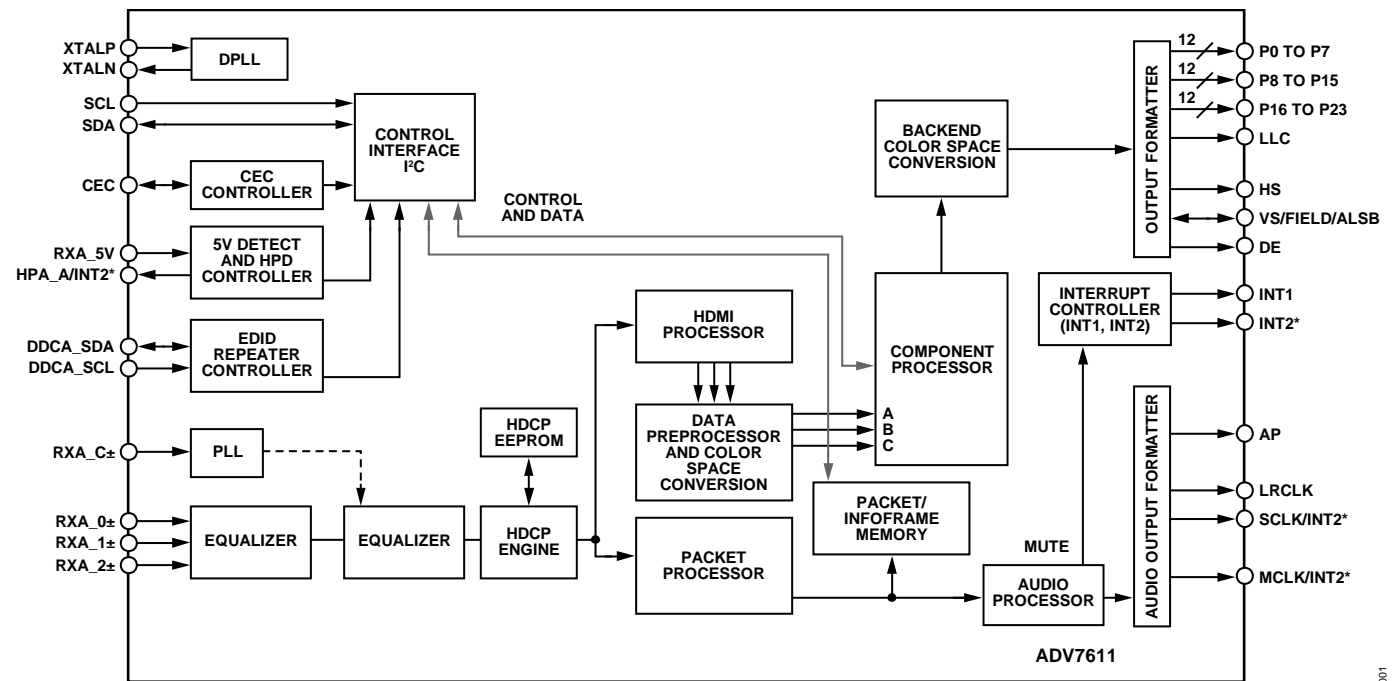 XTALP
XTALN
DPLL
SCL
SDA
CONTROL
INTERFACE
I²C
CEC
CEC
CONTROLLER
CONTROL
AND DATA
RXA_5V
HPA_A/INT2*
5V DETECT
AND HPD
CONTROLLER
DDCA_SDA
DDCA_SCL
EDID
REPEATER
CONTROLLER
RXA_C±
PLL
RXA_0±
RXA_1±
RXA_2±
EQUALIZER
EQUALIZER
HDCP
EEPROM
HDCP
ENGINE
HDMI
PROCESSOR
DATA
PREPROCESSOR
AND COLOR
SPACE
CONVERSION
PACKET
PROCESSOR
PACKET/
INFOFRAME
MEMORY
A
B
C
COMPONENT
PROCESSOR
BACKEND
COLOR SPACE
CONVERSION
OUTPUT FORMATTER
12
P0 TO P7
12
P8 TO P15
12
P16 TO P23
LLC
HS
VS/FIELD/ALSB
DE
INTERRUPT
CONTROLLER
(INT1, INT2)
INT1
INT2*
MUTE
AUDIO
PROCESSOR
AUDIO OUTPUT FORMATTER
AP
LRCLK
SCLK/INT2*
MCLK/INT2*
ADV7611
001